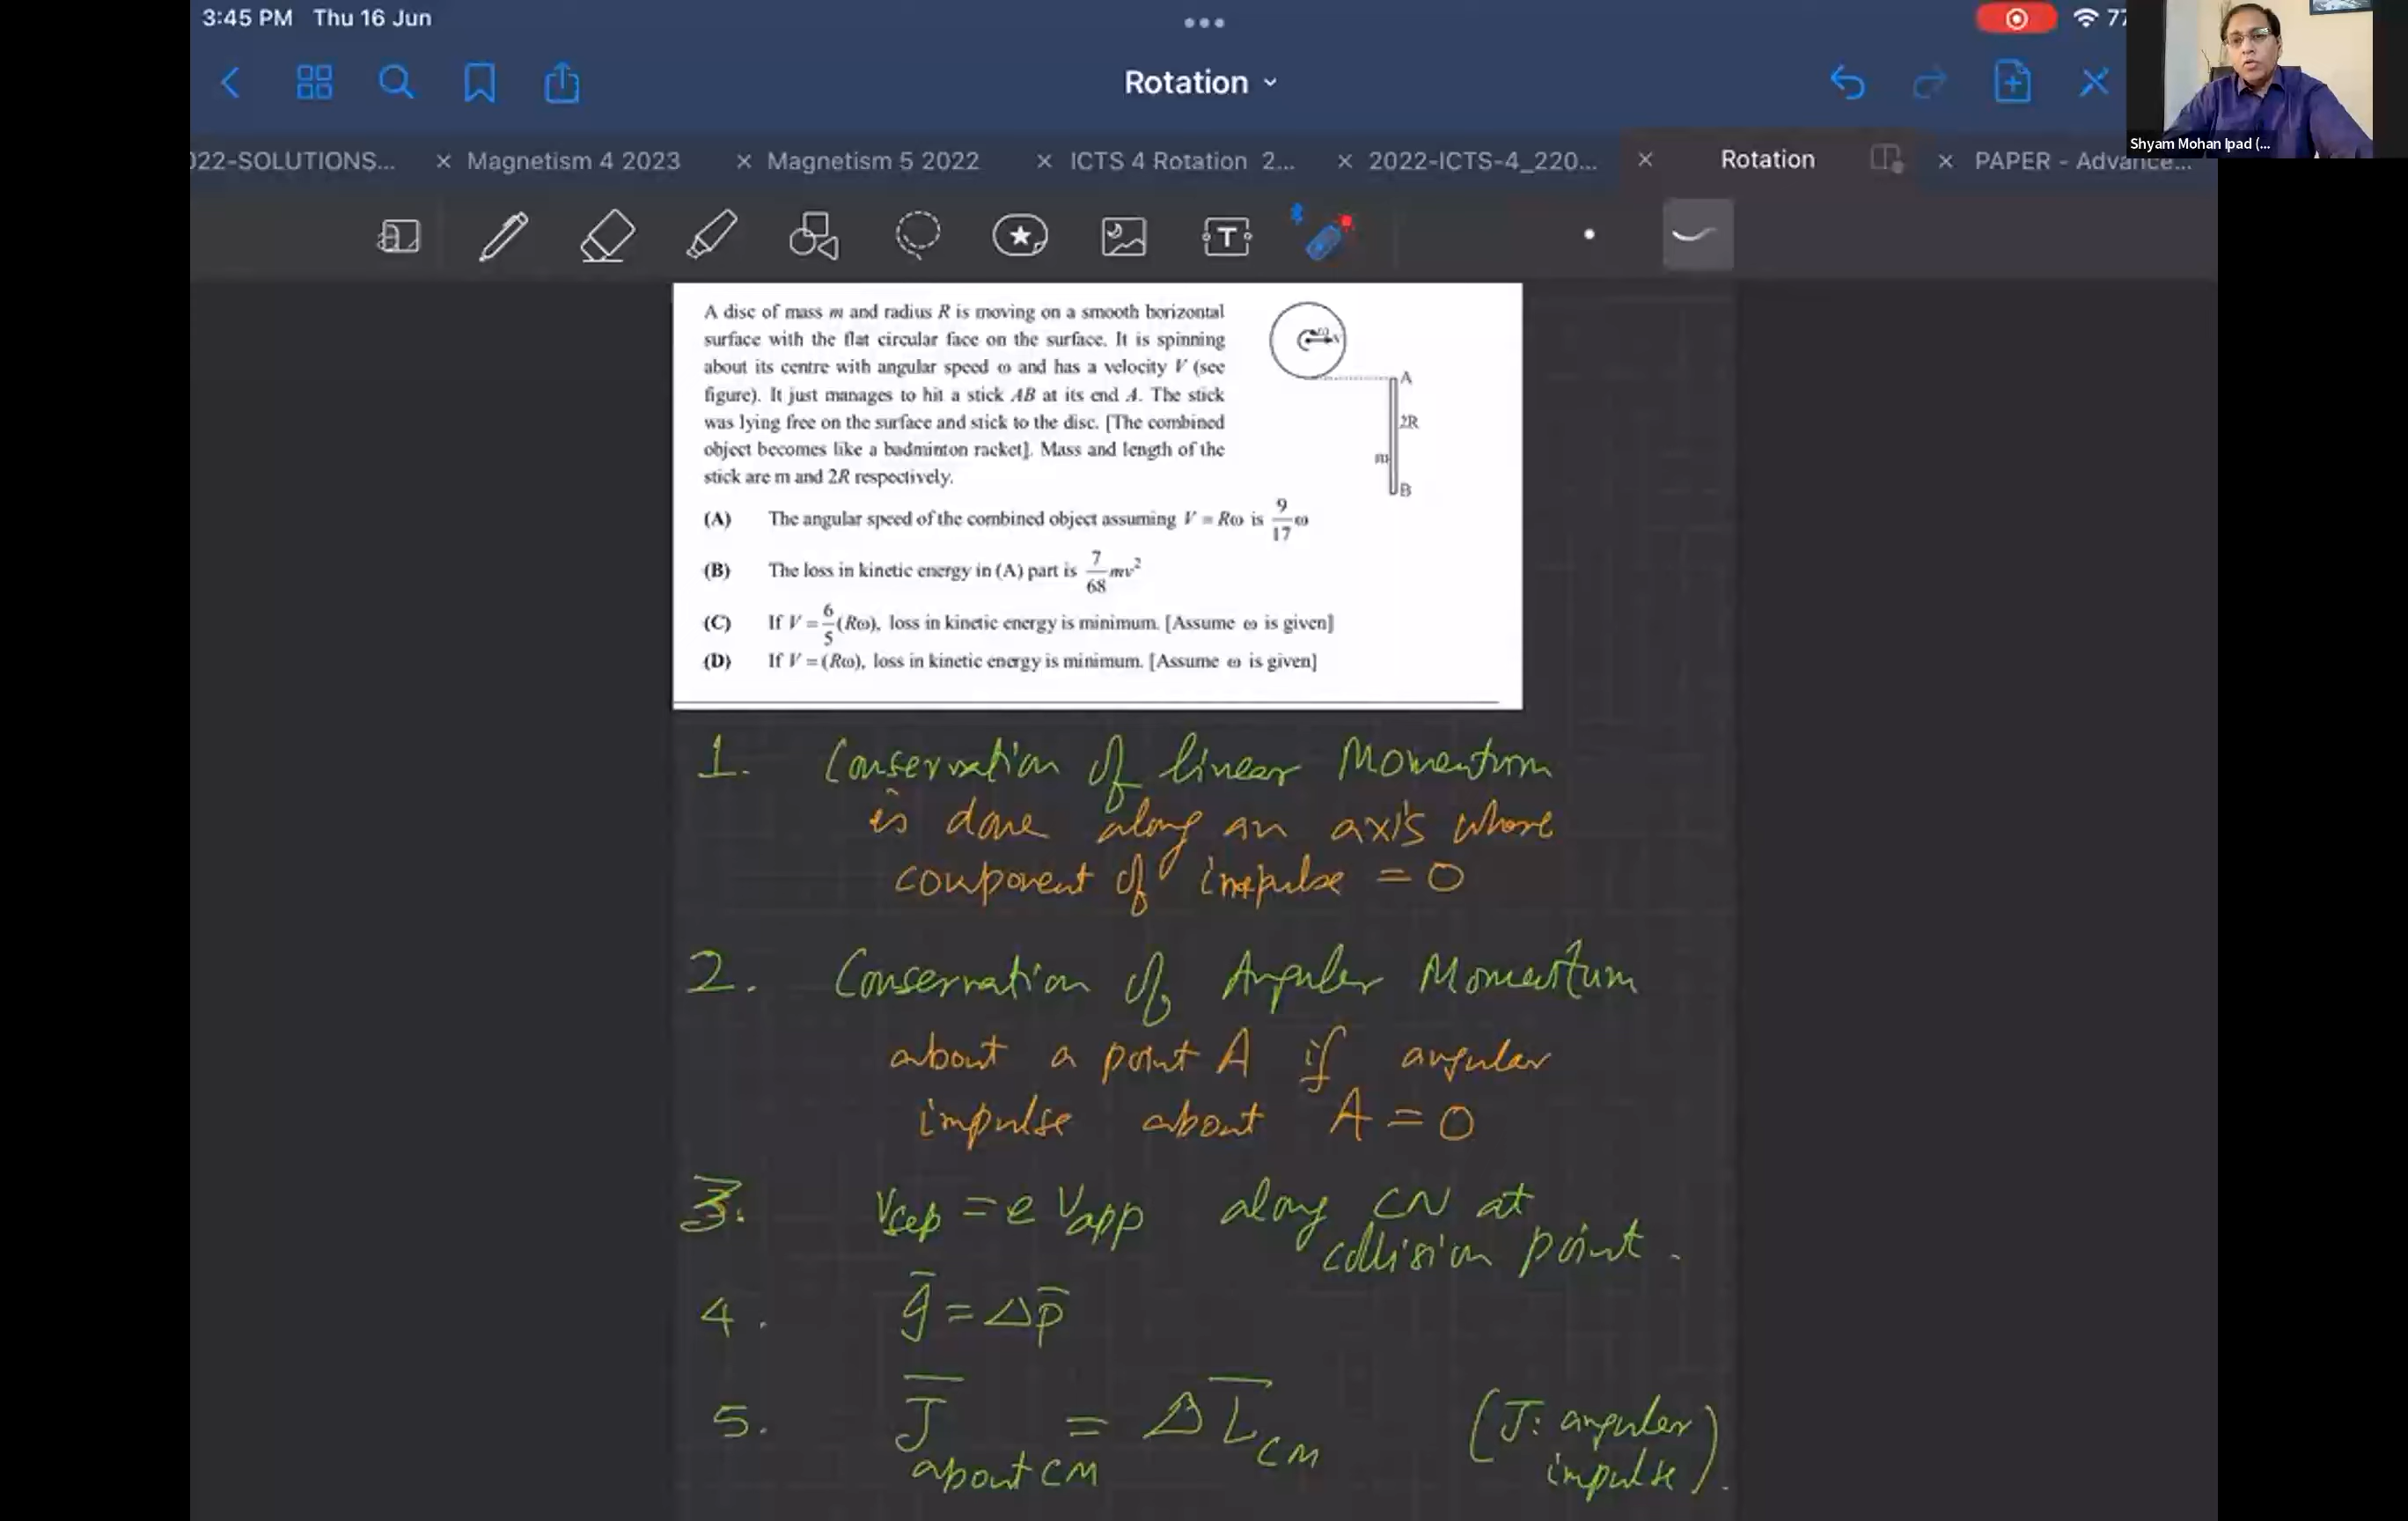 3:45 PM Thu 16 Jun
Rotation
022-SOLUTIONS...
Magnetism 4 2023
Magnetism 5 2022
ICTS 4 Rotation 2...
2022-ICTS-4_220...
Rotation
PAPER - Advance...
Shyam Mohan Ipad (...
A disc of mass m and radius R is moving on a smooth horizontal
surface with the flat circular face on the surface. It is spinning
about its centre with angular speed ω and has a velocity V (see
figure). It just manages to hit a stick AB at its end A. The stick
was lying free on the surface and stick to the disc. [The combined
object becomes like a badminton racket]. Mass and length of the
stick are m and 2R respectively.
A
2R
m
B
(A) The angular speed of the combined object assuming V = Rω is 9/17 ω
(B) The loss in kinetic energy in (A) part is 7/68 mv²
(C) If V = 6/5 (Rω), loss in kinetic energy is minimum. [Assume ω is given]
(D) If V = (Rω), loss in kinetic energy is minimum. [Assume ω is given]
1. Conservation of linear Momentum
is done along an axis where
component of impulse = 0
2. Conservation of Angular Momentum
about a point A if angular
impulse about A = 0
3. Vsep = e Vapp along CN at
collision point.
4. = Δp̄
5. J̄ about CM = ΔL̄ CM (J: angular
impulse).